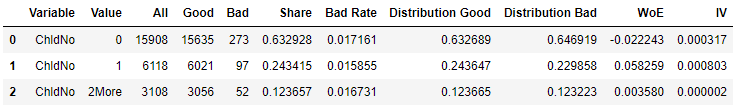 Variable Value All Good Bad Share Bad Rate Distribution Good Distribution Bad WoE IV
0 ChldNo 0 15908 15635 273 0.632928 0.017161 0.632689 0.646919 -0.022243 0.000317
1 ChldNo 1 6118 6021 97 0.243415 0.015855 0.243647 0.229858 0.058259 0.000803
2 ChldNo 2More 3108 3056 52 0.123657 0.016731 0.123665 0.123223 0.003580 0.000002